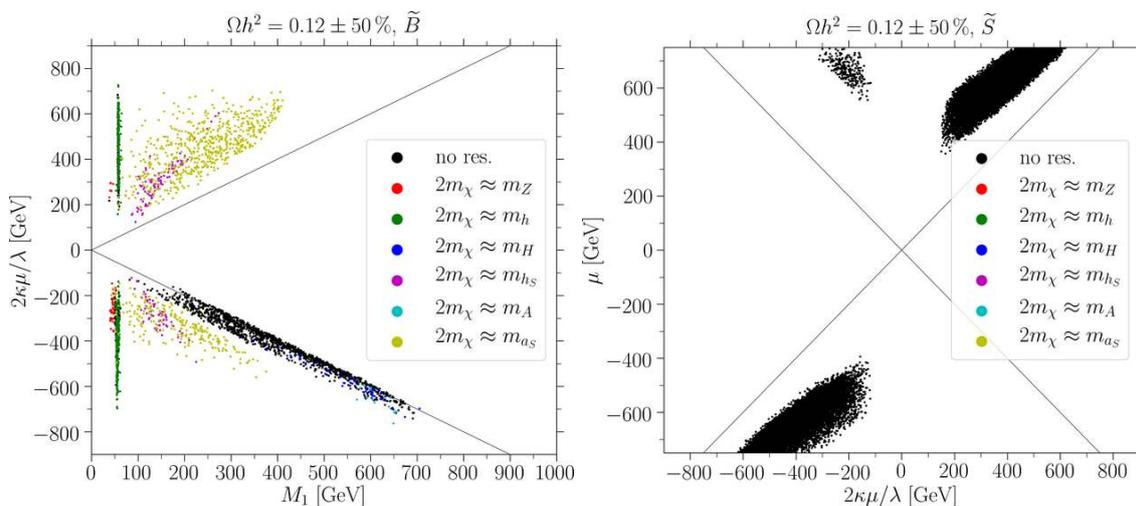 Ωh² = 0.12 ± 50 %, B̃
2κμ/λ [GeV]
800
600
400
200
0
−200
−400
−600
−800
0 100 200 300 400 500 600 700 800 900 1000
M₁ [GeV]
no res.
2m_χ ≈ m_Z
2m_χ ≈ m_h
2m_χ ≈ m_H
2m_χ ≈ m_{h_S}
2m_χ ≈ m_A
2m_χ ≈ m_{a_S}
Ωh² = 0.12 ± 50 %, S̃
μ [GeV]
600
400
200
0
−200
−400
−600
−800 −600 −400 −200 0 200 400 600 800
2κμ/λ [GeV]
no res.
2m_χ ≈ m_Z
2m_χ ≈ m_h
2m_χ ≈ m_H
2m_χ ≈ m_{h_S}
2m_χ ≈ m_A
2m_χ ≈ m_{a_S}